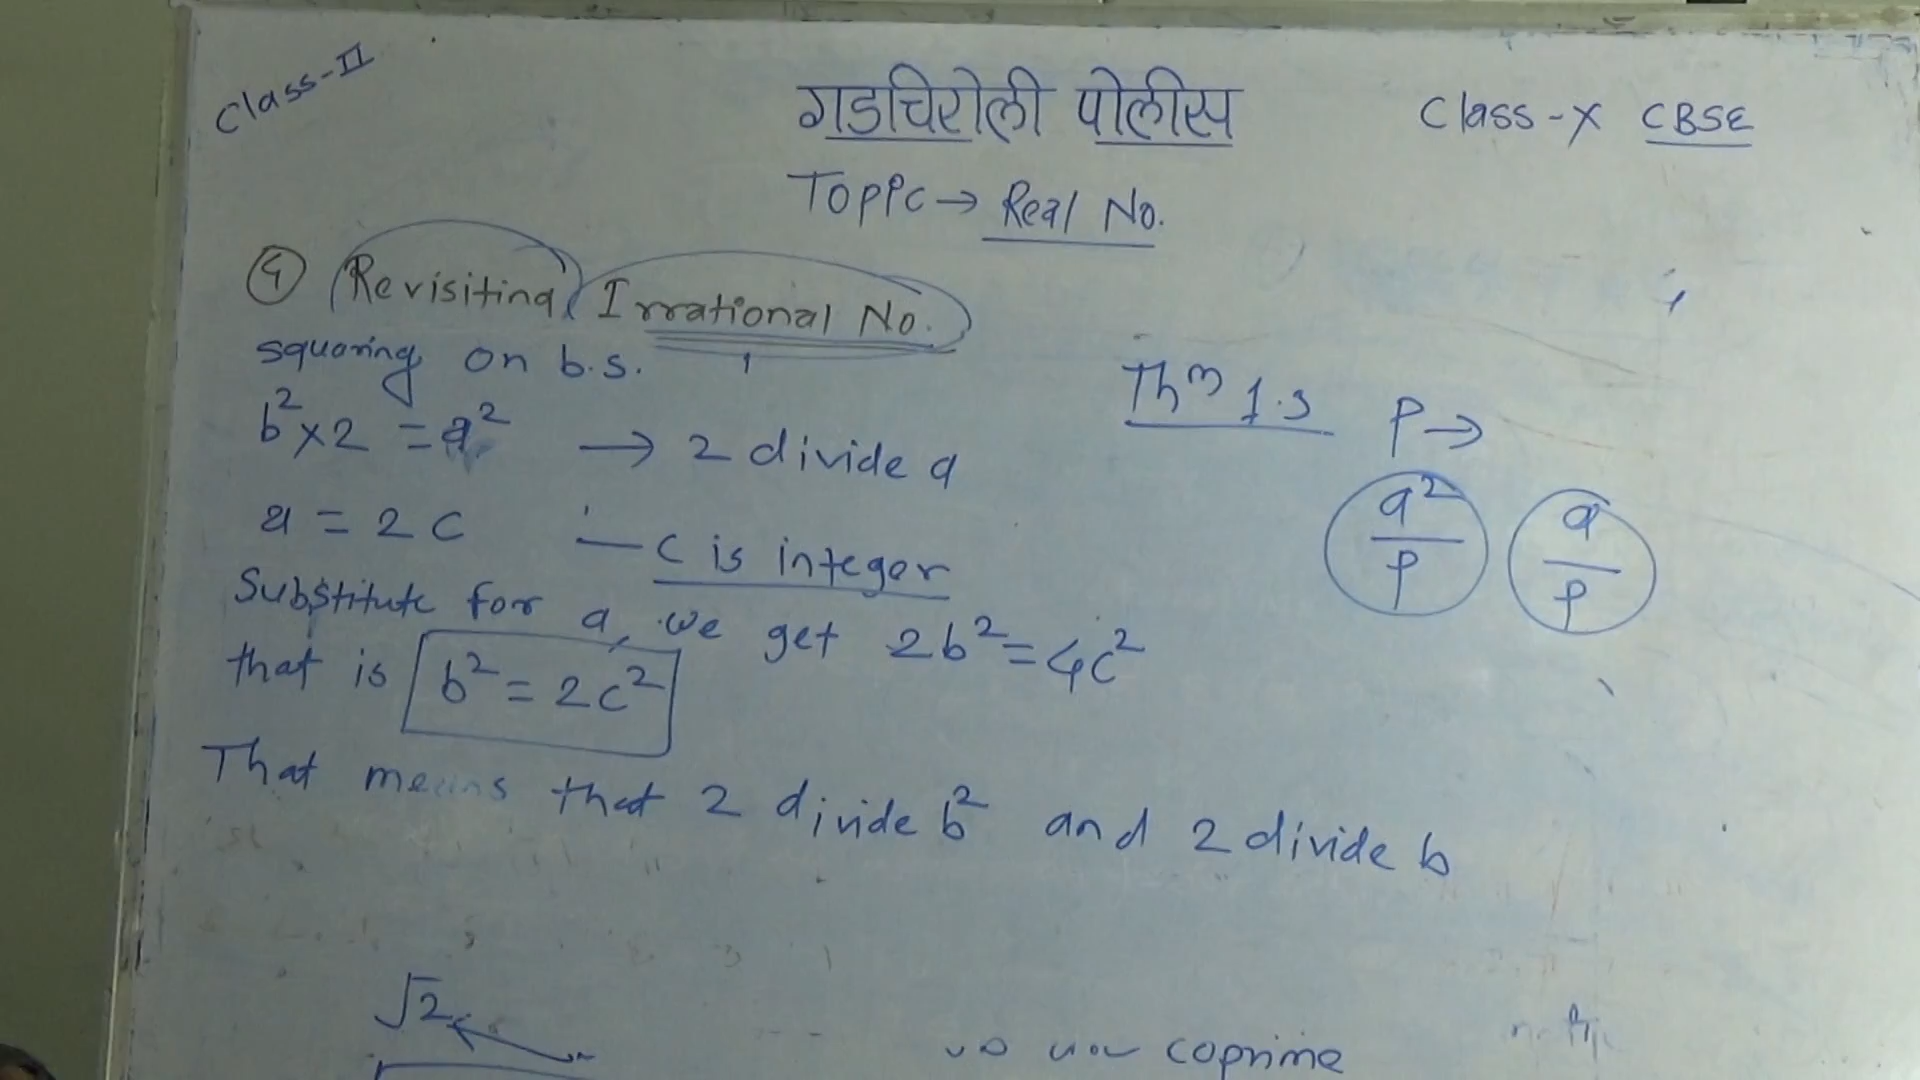 Class-II
गडचिरोली पोलीस
Class-X CBSE
Topic → Real No.
④ Revisiting Irrational No.
squaring on b.s.
b² × 2 = a² → 2 divide a
a = 2c — c is integer
Substitute for a, we get 2b² = 4c²
that is b² = 2c²
That means that 2 divide b² and 2 divide b
Thᵐ 1.3 P →
a²/P a/P
√2
coprime